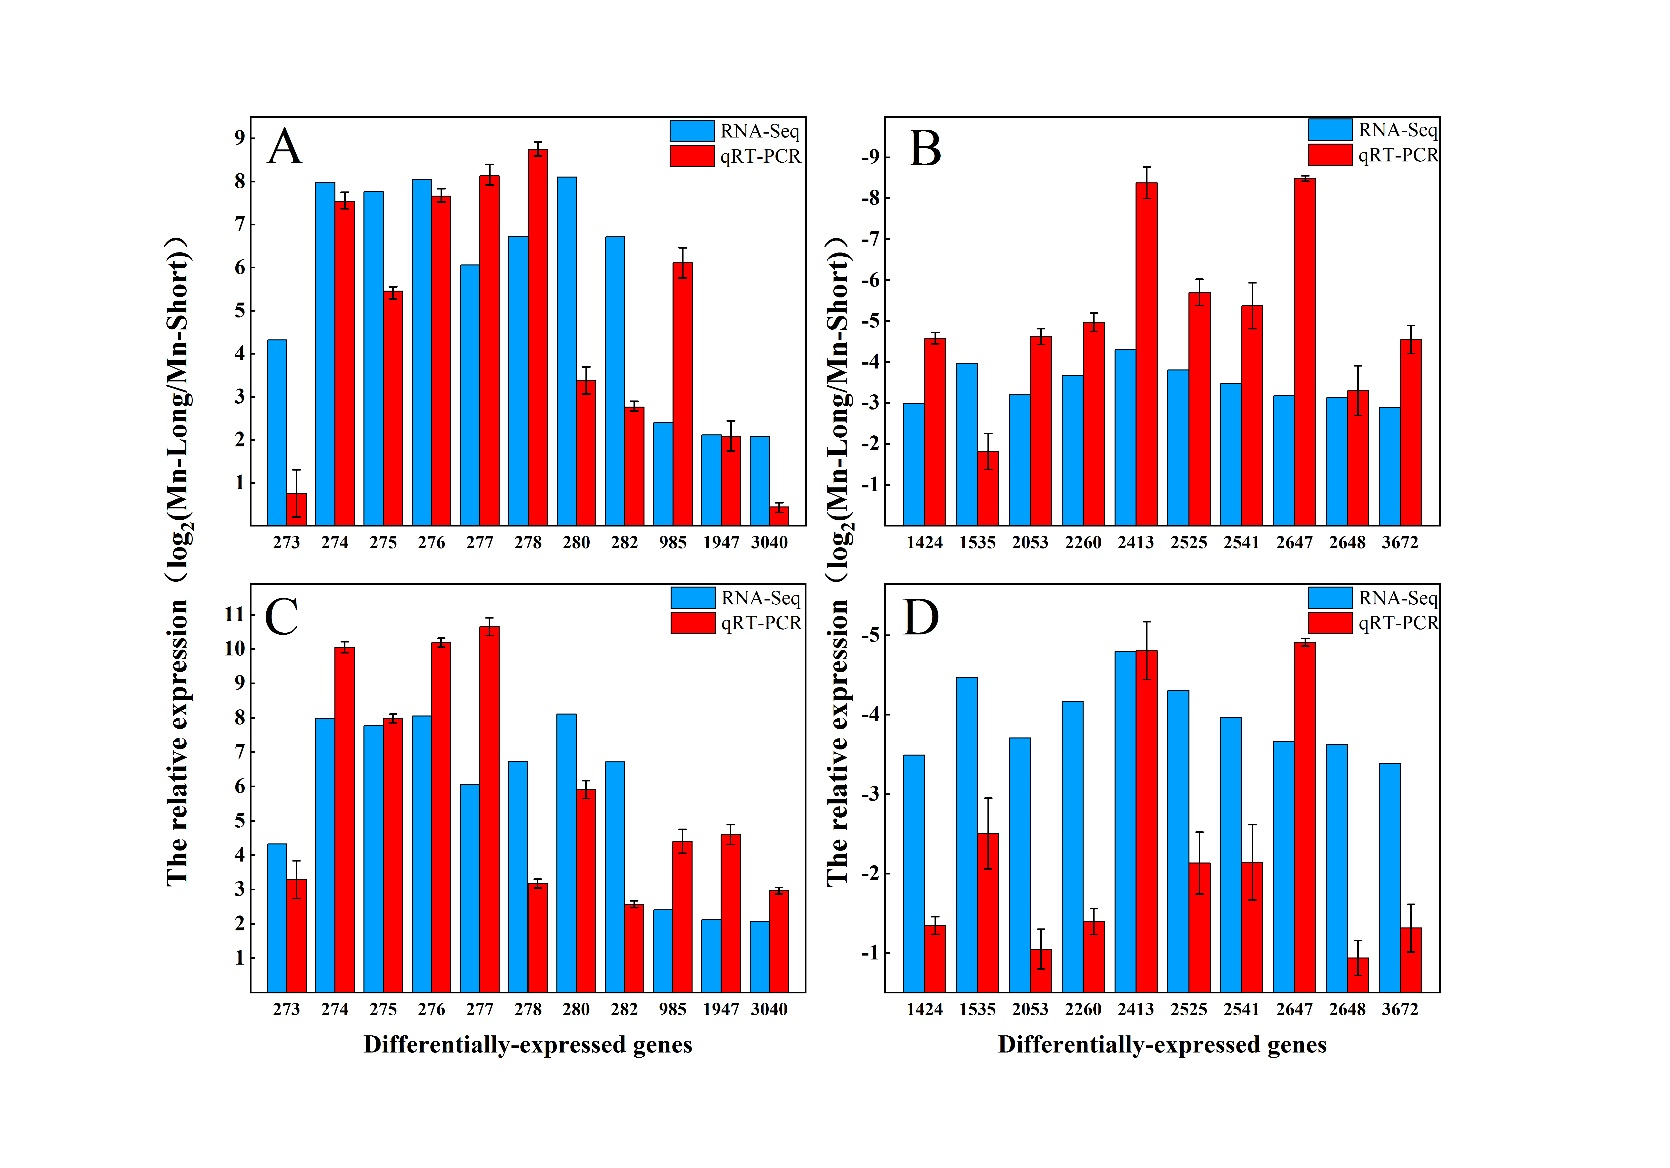 A
RNA-Seq
qRT-PCR
9
8
7
6
5
4
3
2
1
273 274 275 276 277 278 280 282 985 1947 3040
B
RNA-Seq
qRT-PCR
-9
-8
-7
-6
-5
-4
-3
-2
-1
1424 1535 2053 2260 2413 2525 2541 2647 2648 3672
The relative expression（log2(Mn-Long/Mn-Short)）
The relative expression（log2(Mn-Long/Mn-Short)）
C
RNA-Seq
qRT-PCR
11
10
9
8
7
6
5
4
3
2
1
273 274 275 276 277 278 280 282 985 1947 3040
Differentially-expressed genes
D
RNA-Seq
qRT-PCR
-5
-4
-3
-2
-1
1424 1535 2053 2260 2413 2525 2541 2647 2648 3672
Differentially-expressed genes